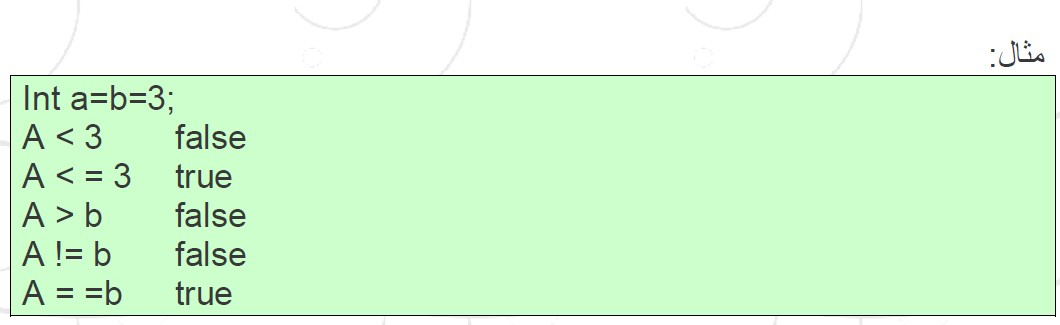 مثال:
Int a=b=3;
A < 3 false
A < = 3 true
A > b false
A != b false
A = =b true